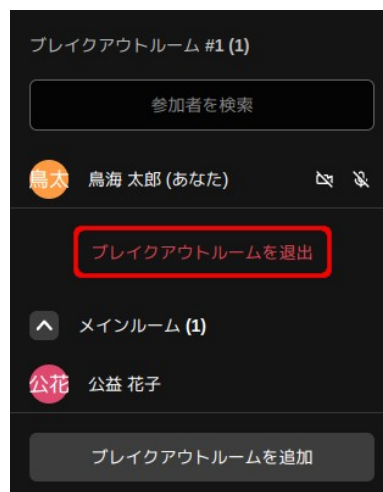 ブレイクアウトルーム #1 (1)
参加者を検索
鳥太 鳥海 太郎 (あなた)
ブレイクアウトルームを退出
メインルーム (1)
公花 公益 花子
ブレイクアウトルームを追加